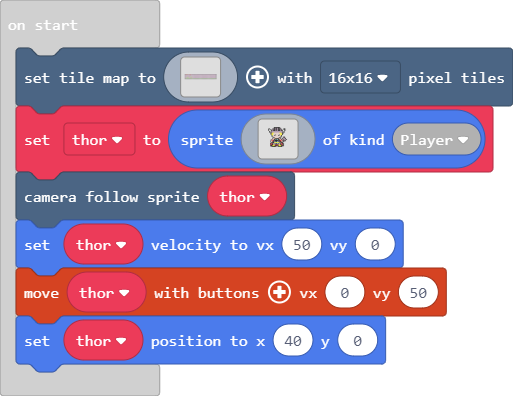 on start
set tile map to with 16x16 pixel tiles
set thor to sprite of kind Player
camera follow sprite thor
set thor velocity to vx 50 vy 0
move thor with buttons vx 0 vy 50
set thor position to x 40 y 0